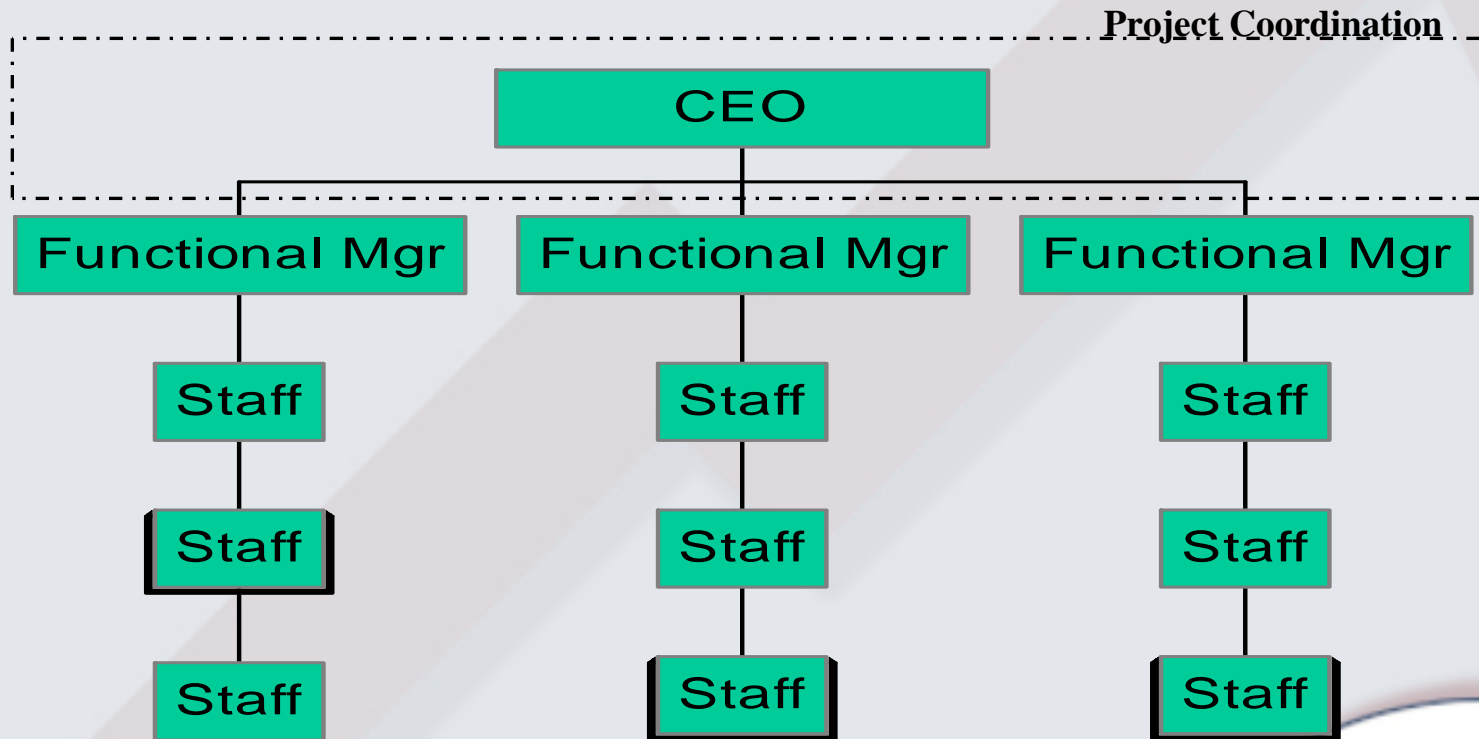 Project Coordination
CEO
Functional Mgr Functional Mgr Functional Mgr
Staff Staff Staff
Staff Staff Staff
Staff Staff Staff